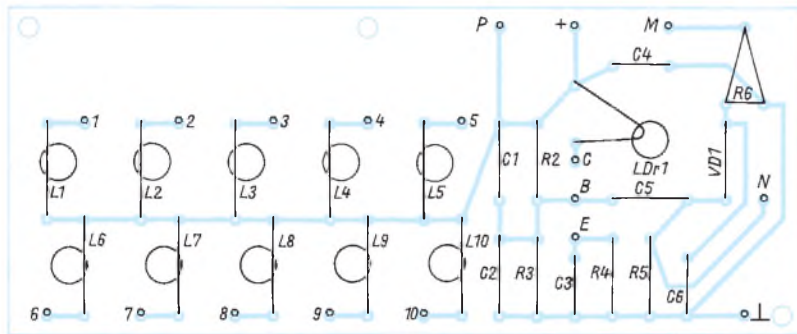 P + M
C4
R6
1 2 3 4 5
L1 L2 L3 L4 L5 C1 R2 C LDr1 VD1
B C5 N
L6 L7 L8 L9 L10 E
C2 R3 C3 R4 R5 C6
6 7 8 9 10 ⊥